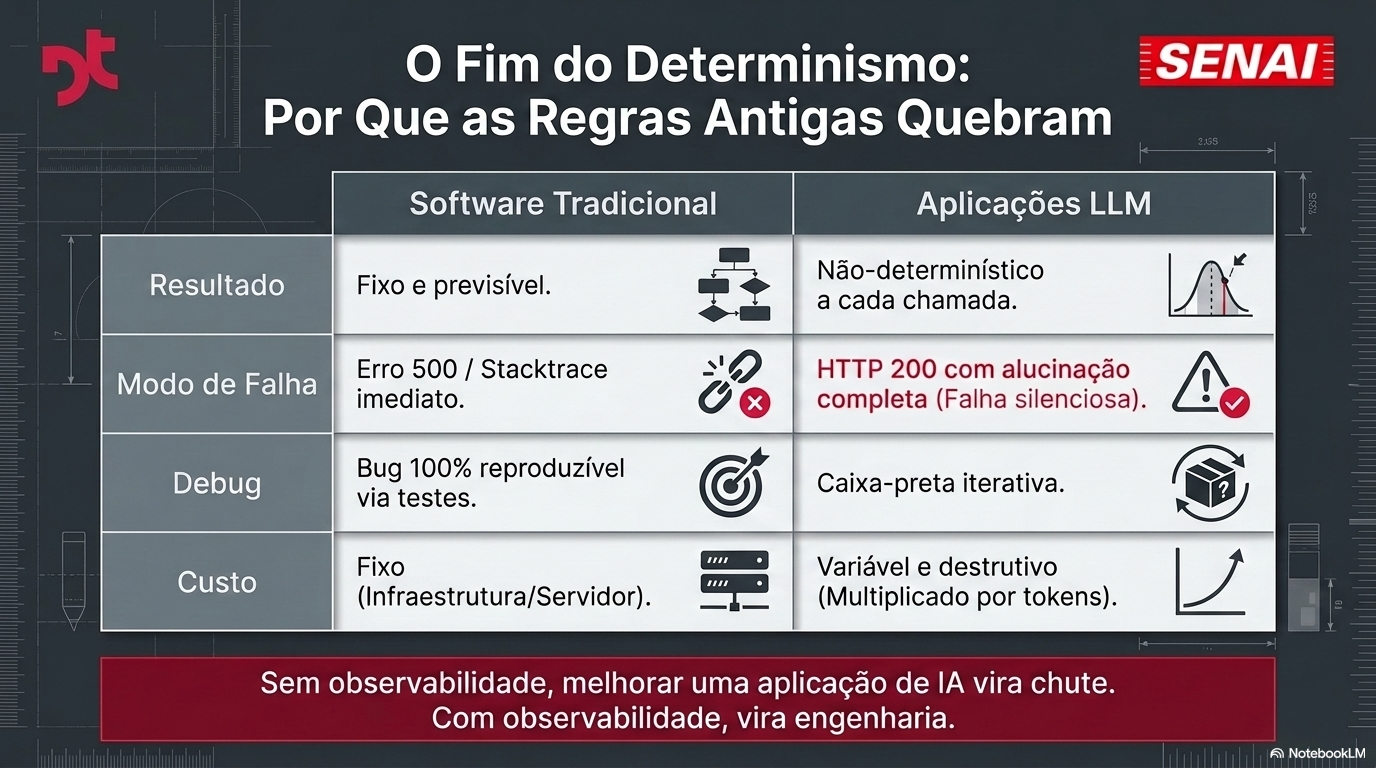 O Fim do Determinismo:
Por Que as Regras Antigas Quebram
SENAI
Software Tradicional
Aplicações LLM
Resultado
Fixo e previsível.
Não-determinístico
a cada chamada.
Modo de Falha
Erro 500 / Stacktrace
imediato.
HTTP 200 com alucinação
completa (Falha silenciosa).
Debug
Bug 100% reproduzível
via testes.
Caixa-preta iterativa.
?
Custo
Fixo
(Infraestrutura/Servidor).
Variável e destrutivo
(Multiplicado por tokens).
Sem observabilidade, melhorar uma aplicação de IA vira chute.
Com observabilidade, vira engenharia.
NotebookLM